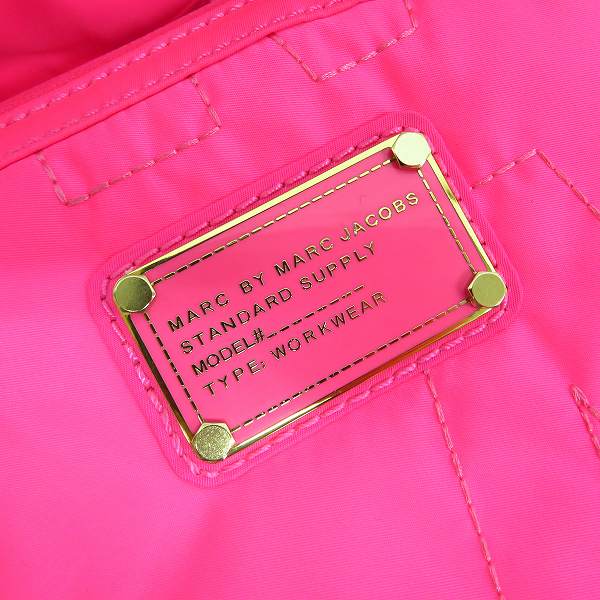 MARC BY MARC JACOBS
STANDARD SUPPLY
MODEL#
TYPE: WORKWEAR